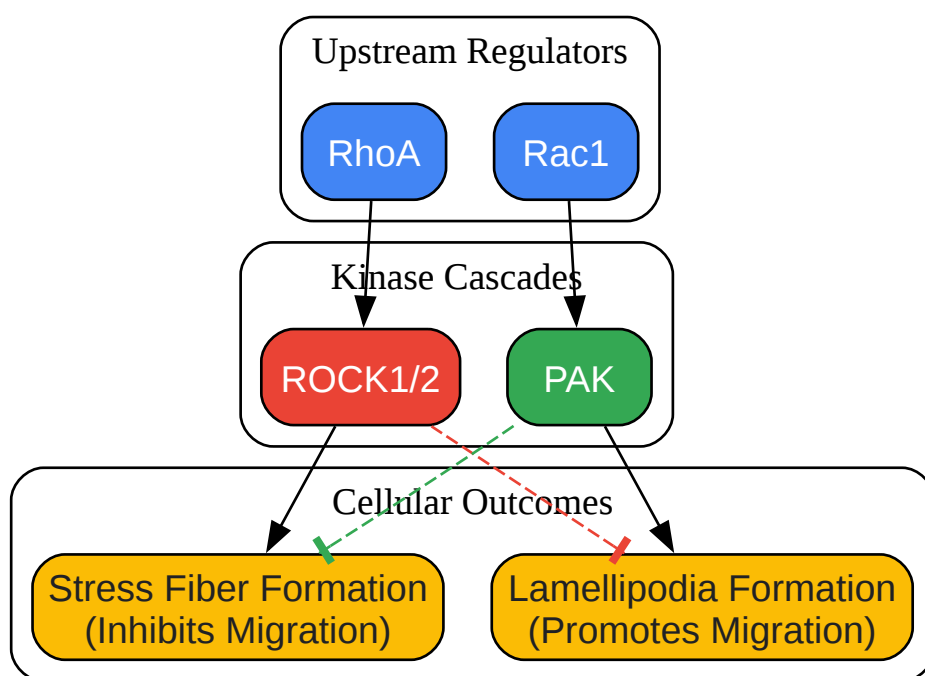 Upstream Regulators
RhoA
Rac1
Kinase Cascades
ROCK1/2
PAK
Cellular Outcomes
Stress Fiber Formation
(Inhibits Migration)
Lamellipodia Formation
(Promotes Migration)